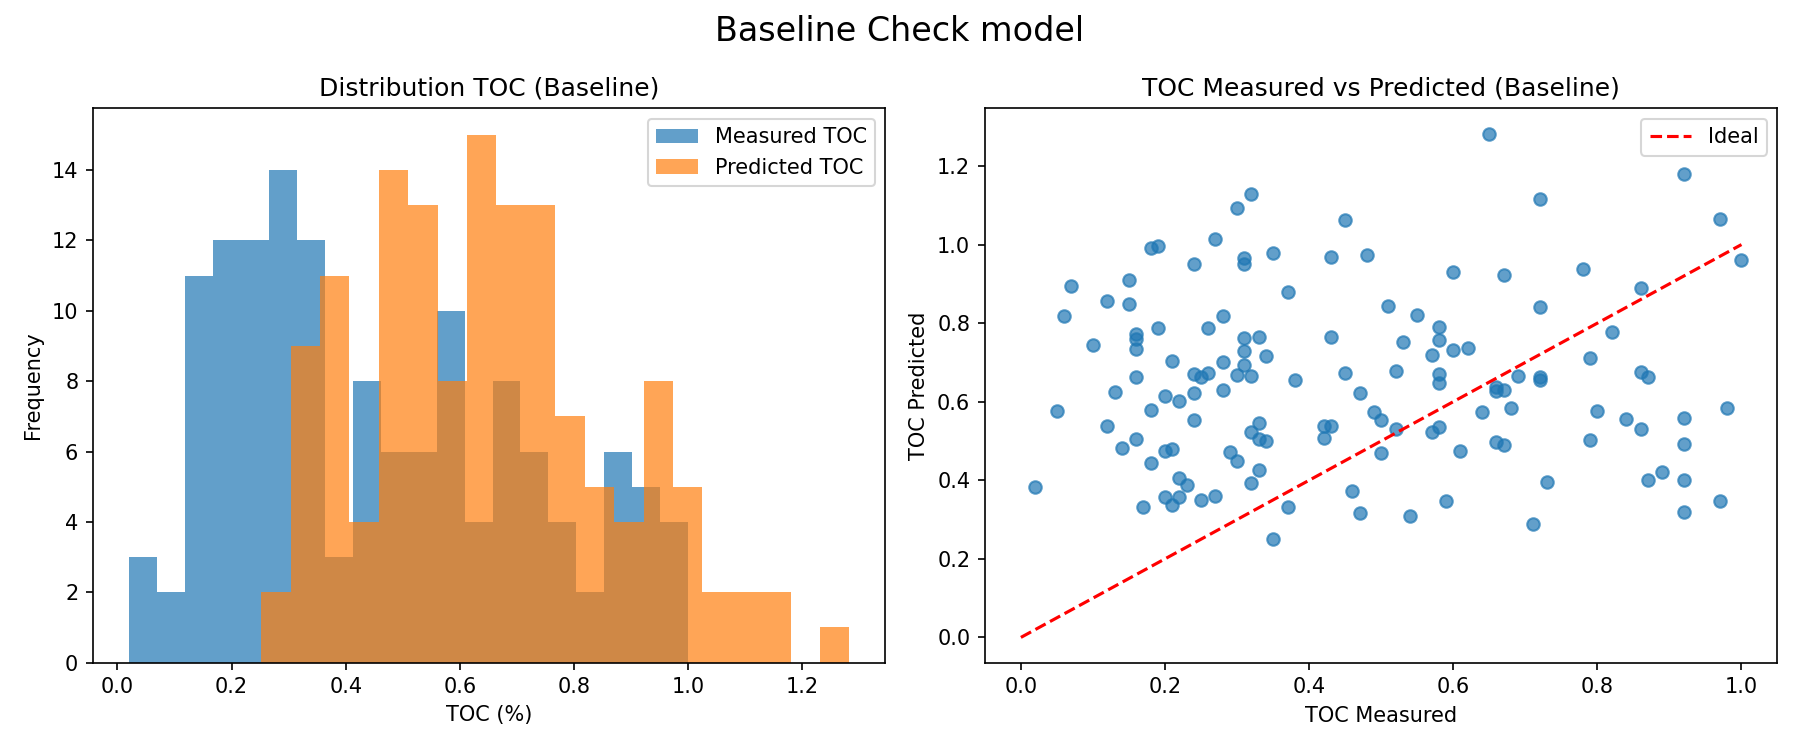 Baseline Check model
Distribution TOC (Baseline)
Measured TOC
Predicted TOC
Frequency
14
12
10
8
6
4
2
0
0.0 0.2 0.4 0.6 0.8 1.0 1.2
TOC (%)
TOC Measured vs Predicted (Baseline)
Ideal
TOC Predicted
1.2
1.0
0.8
0.6
0.4
0.2
0.0
0.0 0.2 0.4 0.6 0.8 1.0
TOC Measured